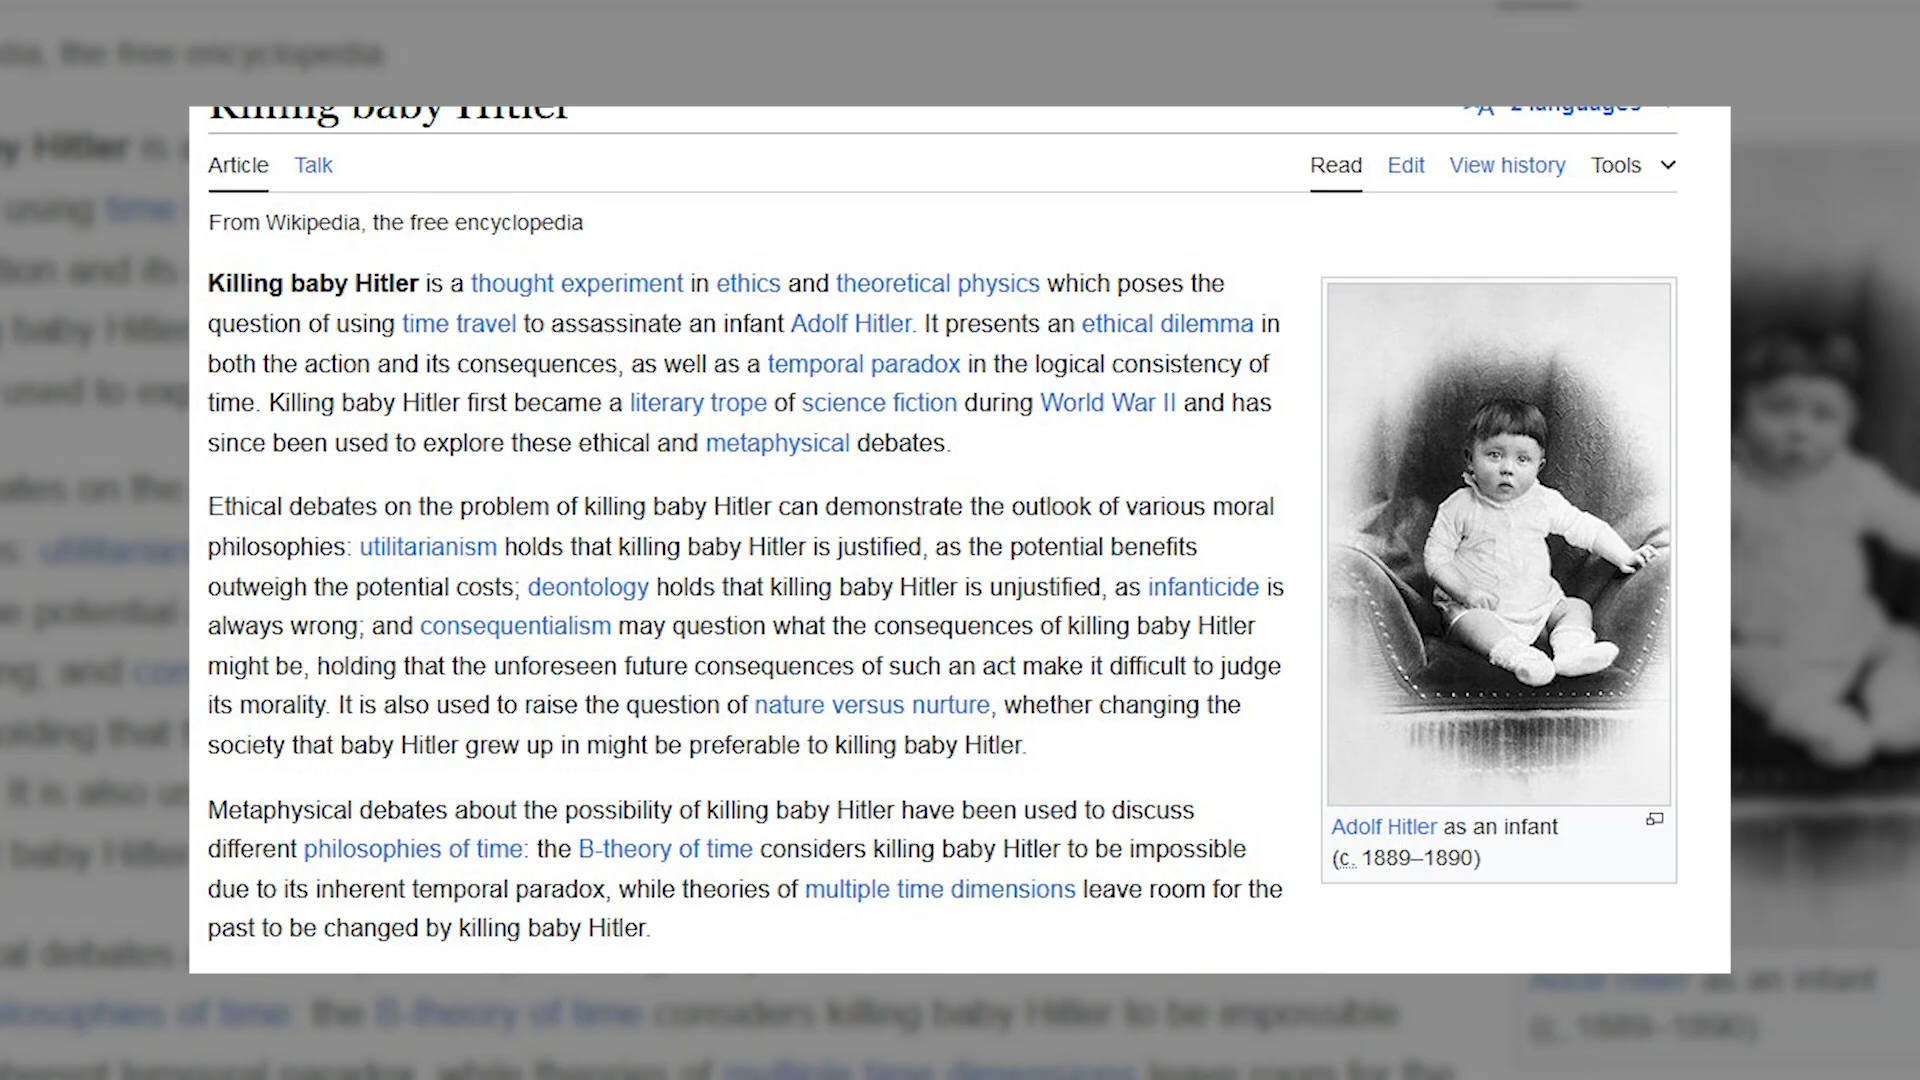 Killing baby Hitler
2 languages
Article Talk Read Edit View history Tools
From Wikipedia, the free encyclopedia
Killing baby Hitler is a thought experiment in ethics and theoretical physics which poses the
question of using time travel to assassinate an infant Adolf Hitler. It presents an ethical dilemma in
both the action and its consequences, as well as a temporal paradox in the logical consistency of
time. Killing baby Hitler first became a literary trope of science fiction during World War II and has
since been used to explore these ethical and metaphysical debates.
Ethical debates on the problem of killing baby Hitler can demonstrate the outlook of various moral
philosophies: utilitarianism holds that killing baby Hitler is justified, as the potential benefits
outweigh the potential costs; deontology holds that killing baby Hitler is unjustified, as infanticide is
always wrong; and consequentialism may question what the consequences of killing baby Hitler
might be, holding that the unforeseen future consequences of such an act make it difficult to judge
its morality. It is also used to raise the question of nature versus nurture, whether changing the
society that baby Hitler grew up in might be preferable to killing baby Hitler.
Metaphysical debates about the possibility of killing baby Hitler have been used to discuss
different philosophies of time: the B-theory of time considers killing baby Hitler to be impossible
due to its inherent temporal paradox, while theories of multiple time dimensions leave room for the
past to be changed by killing baby Hitler.
Adolf Hitler as an infant
(c. 1889–1890)